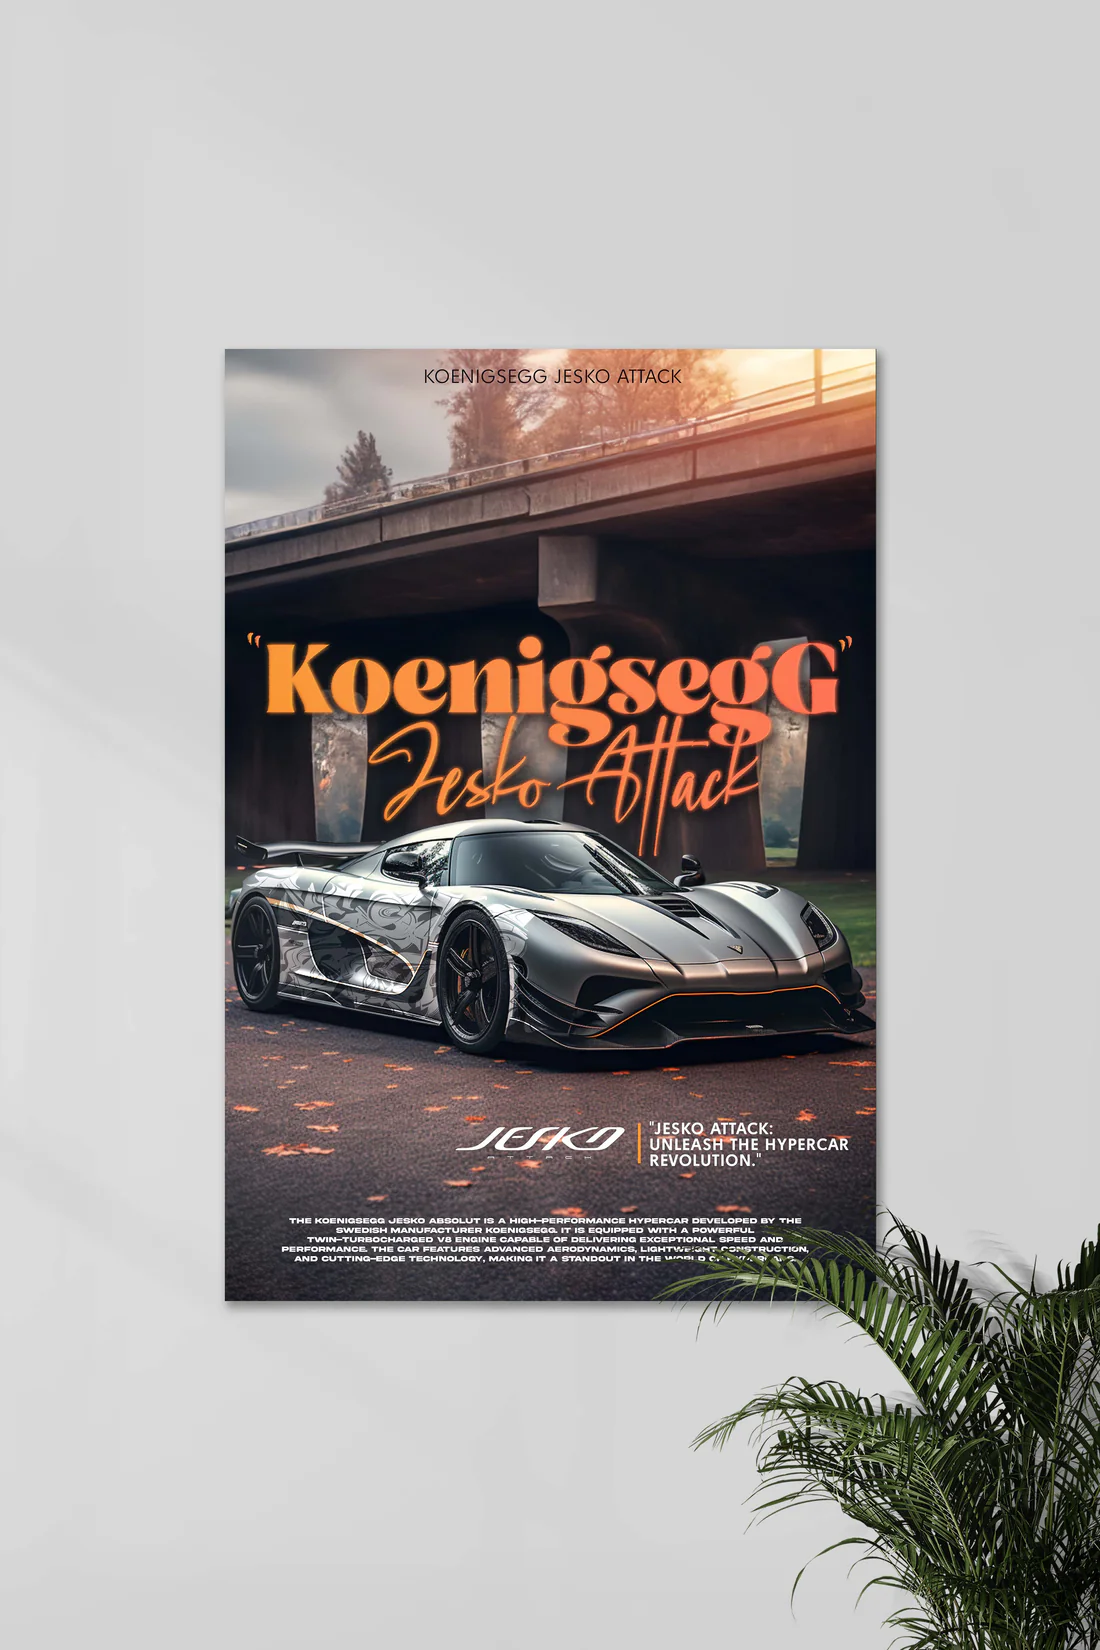 KOENIGSEGG JESKO ATTACK
"KoenigsegG"
Jesko Attack
JESKO
ATTACK
"JESKO ATTACK:
UNLEASH THE HYPERCAR
REVOLUTION."
THE KOENIGSEGG JESKO ABSOLUT IS A HIGH-PERFORMANCE HYPERCAR DEVELOPED BY THE
SWEDISH MANUFACTURER KOENIGSEGG. IT IS EQUIPPED WITH A POWERFUL
TWIN-TURBOCHARGED V8 ENGINE CAPABLE OF DELIVERING EXCEPTIONAL SPEED AND
PERFORMANCE. THE CAR FEATURES ADVANCED AERODYNAMICS, LIGHTWEIGHT CONSTRUCTION,
AND CUTTING-EDGE TECHNOLOGY, MAKING IT A STANDOUT IN THE WORLD